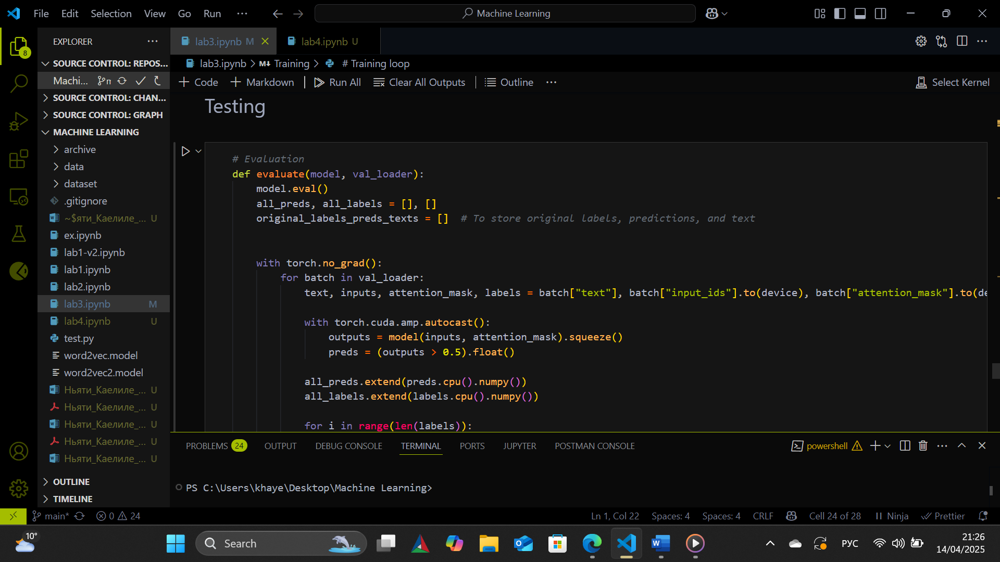 File Edit Selection View Go Run ···
Machine Learning
EXPLORER ···
lab3.ipynb M
lab4.ipynb U
SOURCE CONTROL: REPOS...
Machi...
SOURCE CONTROL: CHAN...
SOURCE CONTROL: GRAPH
MACHINE LEARNING
archive
data
dataset
.gitignore
~$яти_Каелиле_... U
ex.ipynb
lab1-v2.ipynb
lab1.ipynb
lab2.ipynb
lab3.ipynb M
lab4.ipynb U
test.py
word2vec.model
word2vec2.model
Ньяти_Каелиле_... U
Ньяти_Каелиле_... U
Ньяти_Каелиле_... U
Ньяти_Каелиле_... U
Ньяти_Каелиле_... U
OUTLINE
TIMELINE
8
lab3.ipynb > M↓ Training > # Training loop
+ Code + Markdown Run All Clear All Outputs Outline ··· Select Kernel
Testing
# Evaluation
def evaluate(model, val_loader):
model.eval()
all_preds, all_labels = [], []
original_labels_preds_texts = [] # To store original labels, predictions, and text
with torch.no_grad():
for batch in val_loader:
text, inputs, attention_mask, labels = batch["text"], batch["input_ids"].to(device), batch["attention_mask"].to(de
with torch.cuda.amp.autocast():
outputs = model(inputs, attention_mask).squeeze()
preds = (outputs > 0.5).float()
all_preds.extend(preds.cpu().numpy())
all_labels.extend(labels.cpu().numpy())
for i in range(len(labels)):
PROBLEMS 24 OUTPUT DEBUG CONSOLE TERMINAL PORTS JUPYTER POSTMAN CONSOLE
powershell
PS C:\Users\khaye\Desktop\Machine Learning>
main* 0 24
Ln 1, Col 22 Spaces: 4 Spaces: 4 CRLF Cell 24 of 28 Ninja Prettier
10°
Search
РУС
21:26
14/04/2025